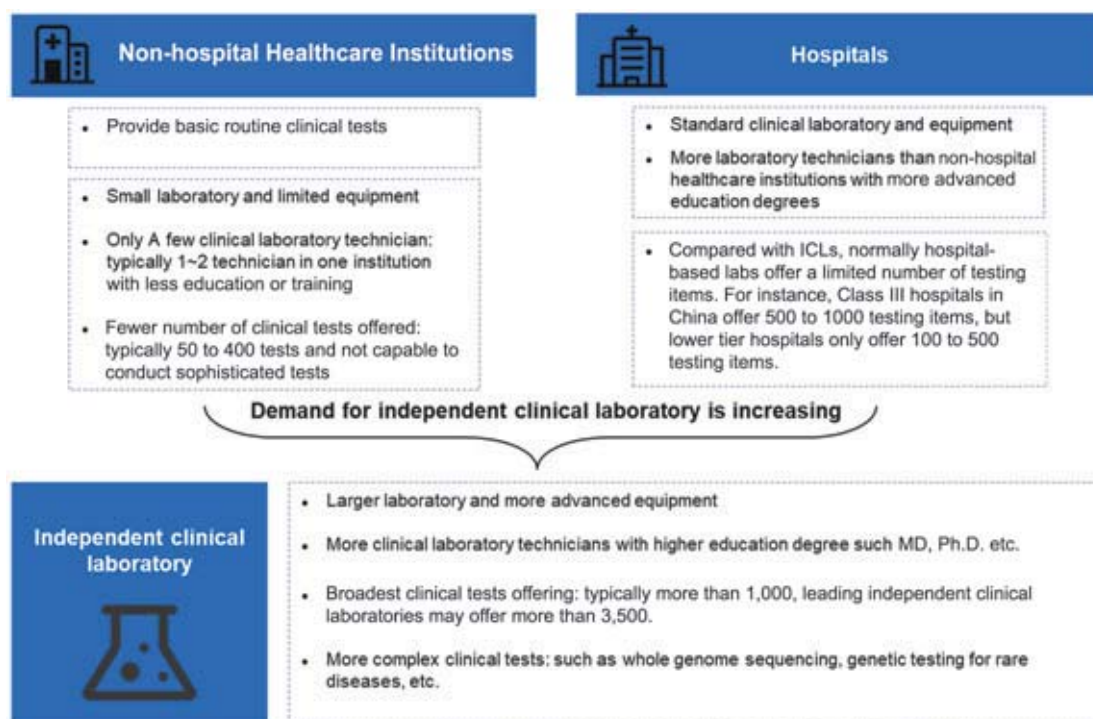 Non-hospital Healthcare Institutions
• Provide basic routine clinical tests
• Small laboratory and limited equipment
• Only A few clinical laboratory technician:
typically 1~2 technician in one institution
with less education or training
• Fewer number of clinical tests offered:
typically 50 to 400 tests and not capable to
conduct sophisticated tests
Hospitals
• Standard clinical laboratory and equipment
• More laboratory technicians than non-hospital
healthcare institutions with more advanced
education degrees
• Compared with ICLs, normally hospital-
based labs offer a limited number of testing
items. For instance, Class III hospitals in
China offer 500 to 1000 testing items, but
lower tier hospitals only offer 100 to 500
testing items.
Demand for independent clinical laboratory is increasing
Independent clinical
laboratory
• Larger laboratory and more advanced equipment
• More clinical laboratory technicians with higher education degree such MD, Ph.D. etc.
• Broadest clinical tests offering: typically more than 1,000, leading independent clinical
laboratories may offer more than 3,500.
• More complex clinical tests: such as whole genome sequencing, genetic testing for rare
diseases, etc.